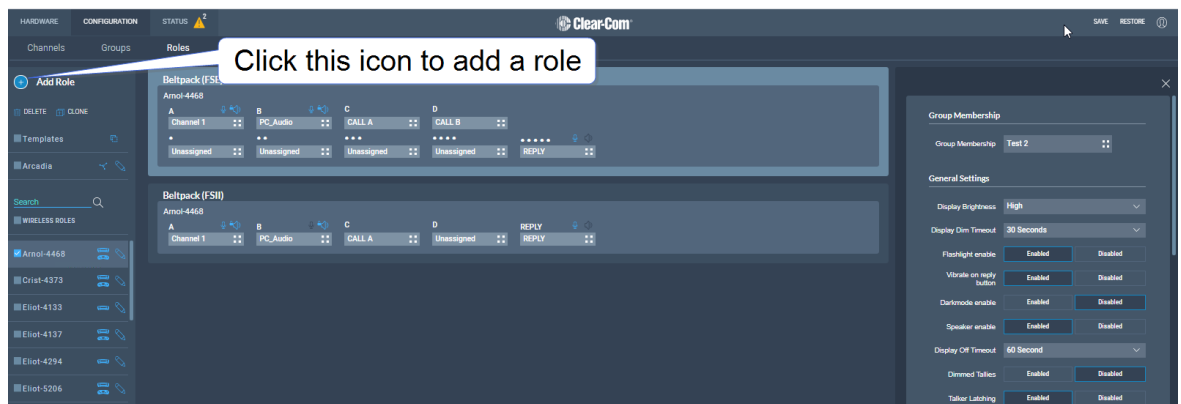 HARDWARE CONFIGURATION STATUS 2 Clear-Com SAVE RESTORE
Channels Groups Roles
Click this icon to add a role
Add Role
DELETE CLONE
Templates
Arcadia
Search
WIRELESS ROLES
Arnol-4468
Crist-4373
Eliot-4133
Eliot-4137
Eliot-4294
Eliot-5206
Beltpack (FSE)
Arnol-4468
A B C D
Channel 1 PC_Audio CALL A CALL B
Unassigned Unassigned Unassigned Unassigned REPLY
Beltpack (FSII)
Arnol-4468
A B C D REPLY
Channel 1 PC_Audio CALL A Unassigned REPLY
Group Membership
Group Membership Test 2
General Settings
Display Brightness High
Display Dim Timeout 30 Seconds
Flashlight enable Enabled Disabled
Vibrate on reply
button Enabled Disabled
Darkmode enable Enabled Disabled
Speaker enable Enabled Disabled
Display Off Timeout 60 Second
Dimmed Tallies Enabled Disabled
Talker Latching Enabled Disabled